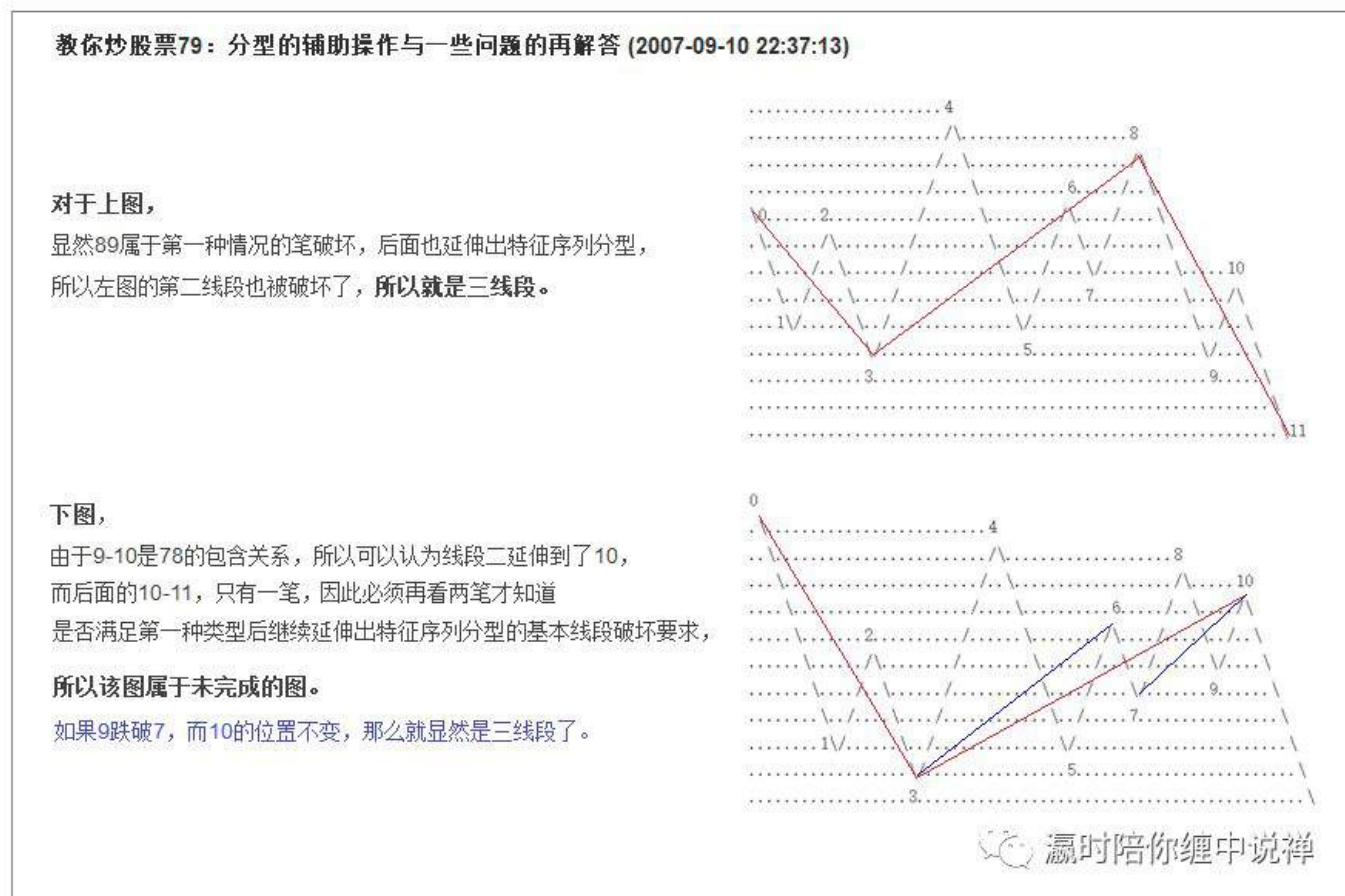 教你炒股票79：分型的辅助操作与一些问题的再解答 (2007-09-10 22:37:13)
对于上图，
显然89属于第一种情况的笔破坏，后面也延伸出特征序列分型，
所以左图的第二线段也被破坏了，所以就是三线段。
4
8
6
0 2
10
7
1
5
3 9
11
下图，
由于9-10是78的包含关系，所以可以认为线段二延伸到了10，
而后面的10-11，只有一笔，因此必须再看两笔才知道
是否满足第一种类型后继续延伸出特征序列分型的基本线段破坏要求，
所以该图属于未完成的图。
如果9跌破7，而10的位置不变，那么就显然是三线段了。
0
4
8
10
6
2
9
7
1
5
3
瀛时陪你缠中说禅